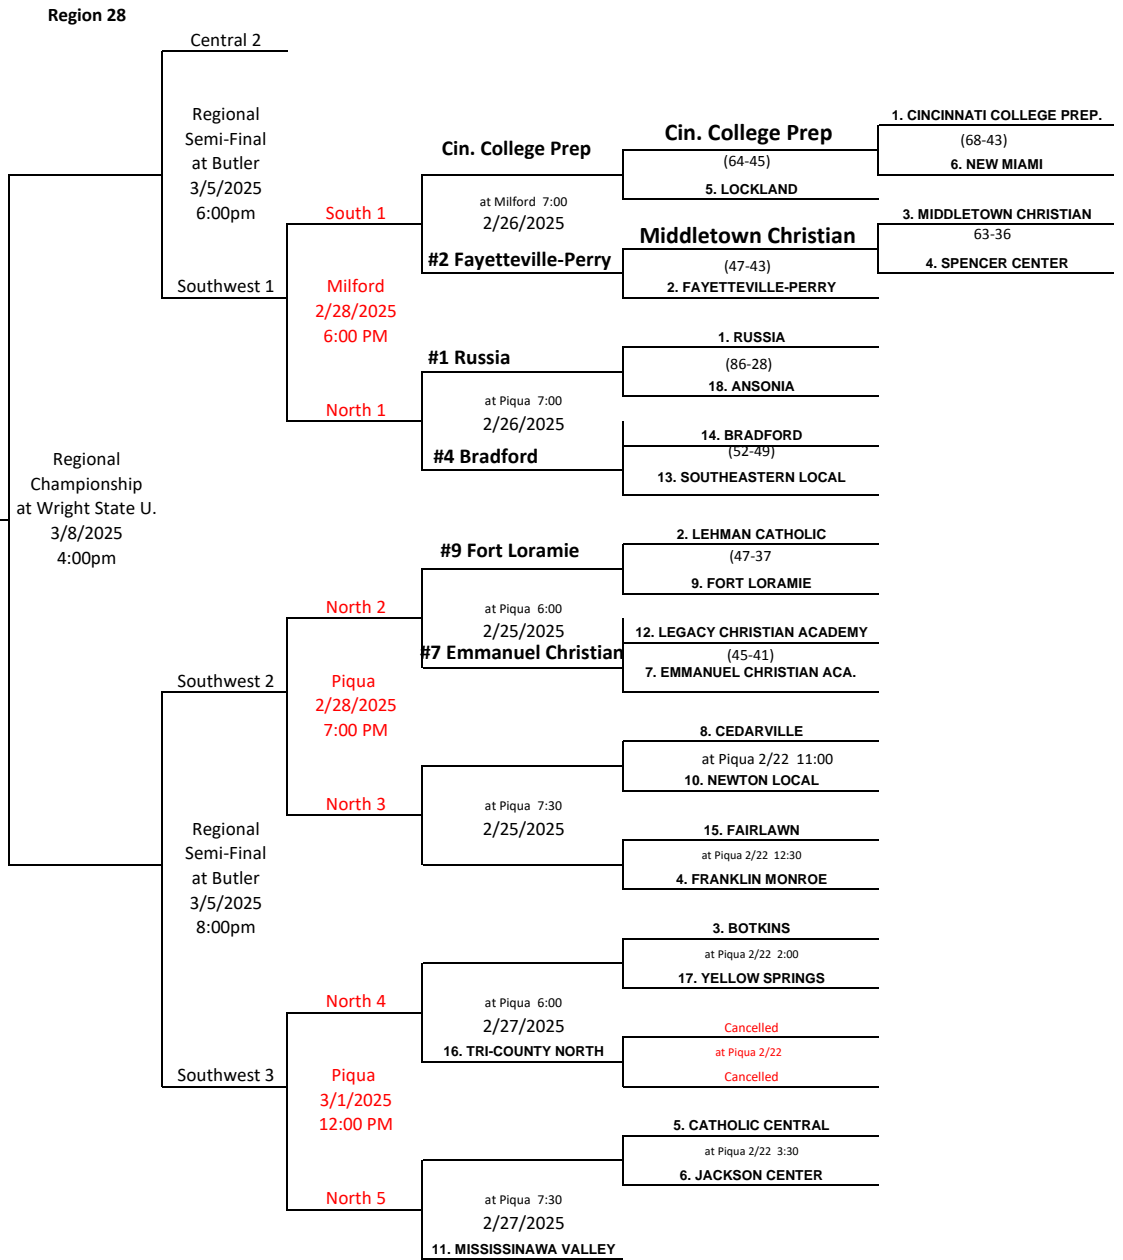 Region 28
Central 2
Regional
Semi-Final
at Butler
3/5/2025
6:00pm
Southwest 1
South 1
Milford
2/28/2025
6:00 PM
North 1
Cin. College Prep
at Milford 7:00
2/26/2025
#2 Fayetteville-Perry
Cin. College Prep
(64-45)
5. LOCKLAND
1. CINCINNATI COLLEGE PREP.
(68-43)
6. NEW MIAMI
Middletown Christian
(47-43)
2. FAYETTEVILLE-PERRY
3. MIDDLETOWN CHRISTIAN
63-36
4. SPENCER CENTER
#1 Russia
at Piqua 7:00
2/26/2025
#4 Bradford
1. RUSSIA
(86-28)
18. ANSONIA
14. BRADFORD
(52-49)
13. SOUTHEASTERN LOCAL
Regional
Championship
at Wright State U.
3/8/2025
4:00pm
#9 Fort Loramie
at Piqua 6:00
2/25/2025
#7 Emmanuel Christian
2. LEHMAN CATHOLIC
(47-37
9. FORT LORAMIE
12. LEGACY CHRISTIAN ACADEMY
(45-41)
7. EMMANUEL CHRISTIAN ACA.
North 2
Southwest 2
Piqua
2/28/2025
7:00 PM
North 3
at Piqua 7:30
2/25/2025
8. CEDARVILLE
at Piqua 2/22 11:00
10. NEWTON LOCAL
15. FAIRLAWN
at Piqua 2/22 12:30
4. FRANKLIN MONROE
Regional
Semi-Final
at Butler
3/5/2025
8:00pm
North 4
at Piqua 6:00
2/27/2025
16. TRI-COUNTY NORTH
3. BOTKINS
at Piqua 2/22 2:00
17. YELLOW SPRINGS
Cancelled
at Piqua 2/22
Cancelled
Southwest 3
Piqua
3/1/2025
12:00 PM
North 5
at Piqua 7:30
2/27/2025
11. MISSISSINAWA VALLEY
5. CATHOLIC CENTRAL
at Piqua 2/22 3:30
6. JACKSON CENTER